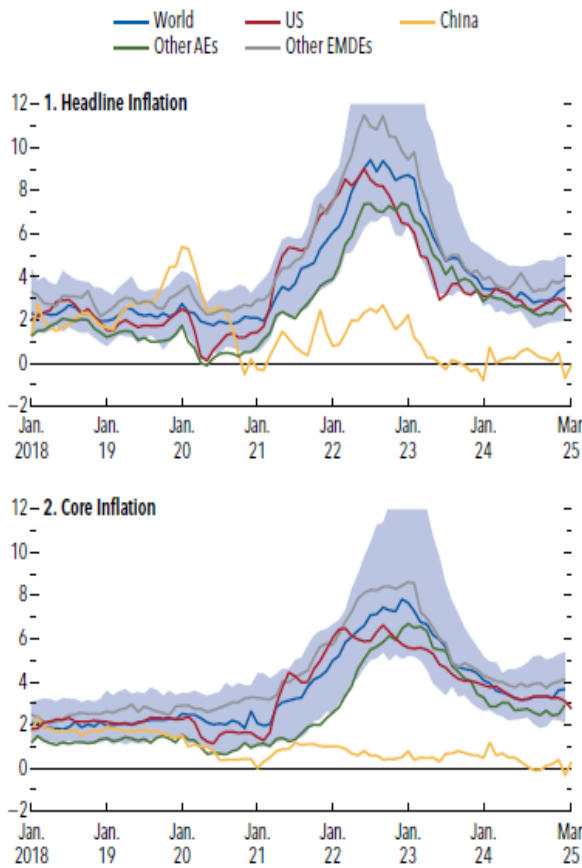 World US China
Other AEs Other EMDEs
12
1. Headline Inflation
10
8
6
4
2
0
−2
Jan. Jan. Jan. Jan. Jan. Jan. Jan. Mar
2018 19 20 21 22 23 24 25
12
2. Core Inflation
10
8
6
4
2
0
−2
Jan. Jan. Jan. Jan. Jan. Jan. Jan. Mar
2018 19 20 21 22 23 24 25